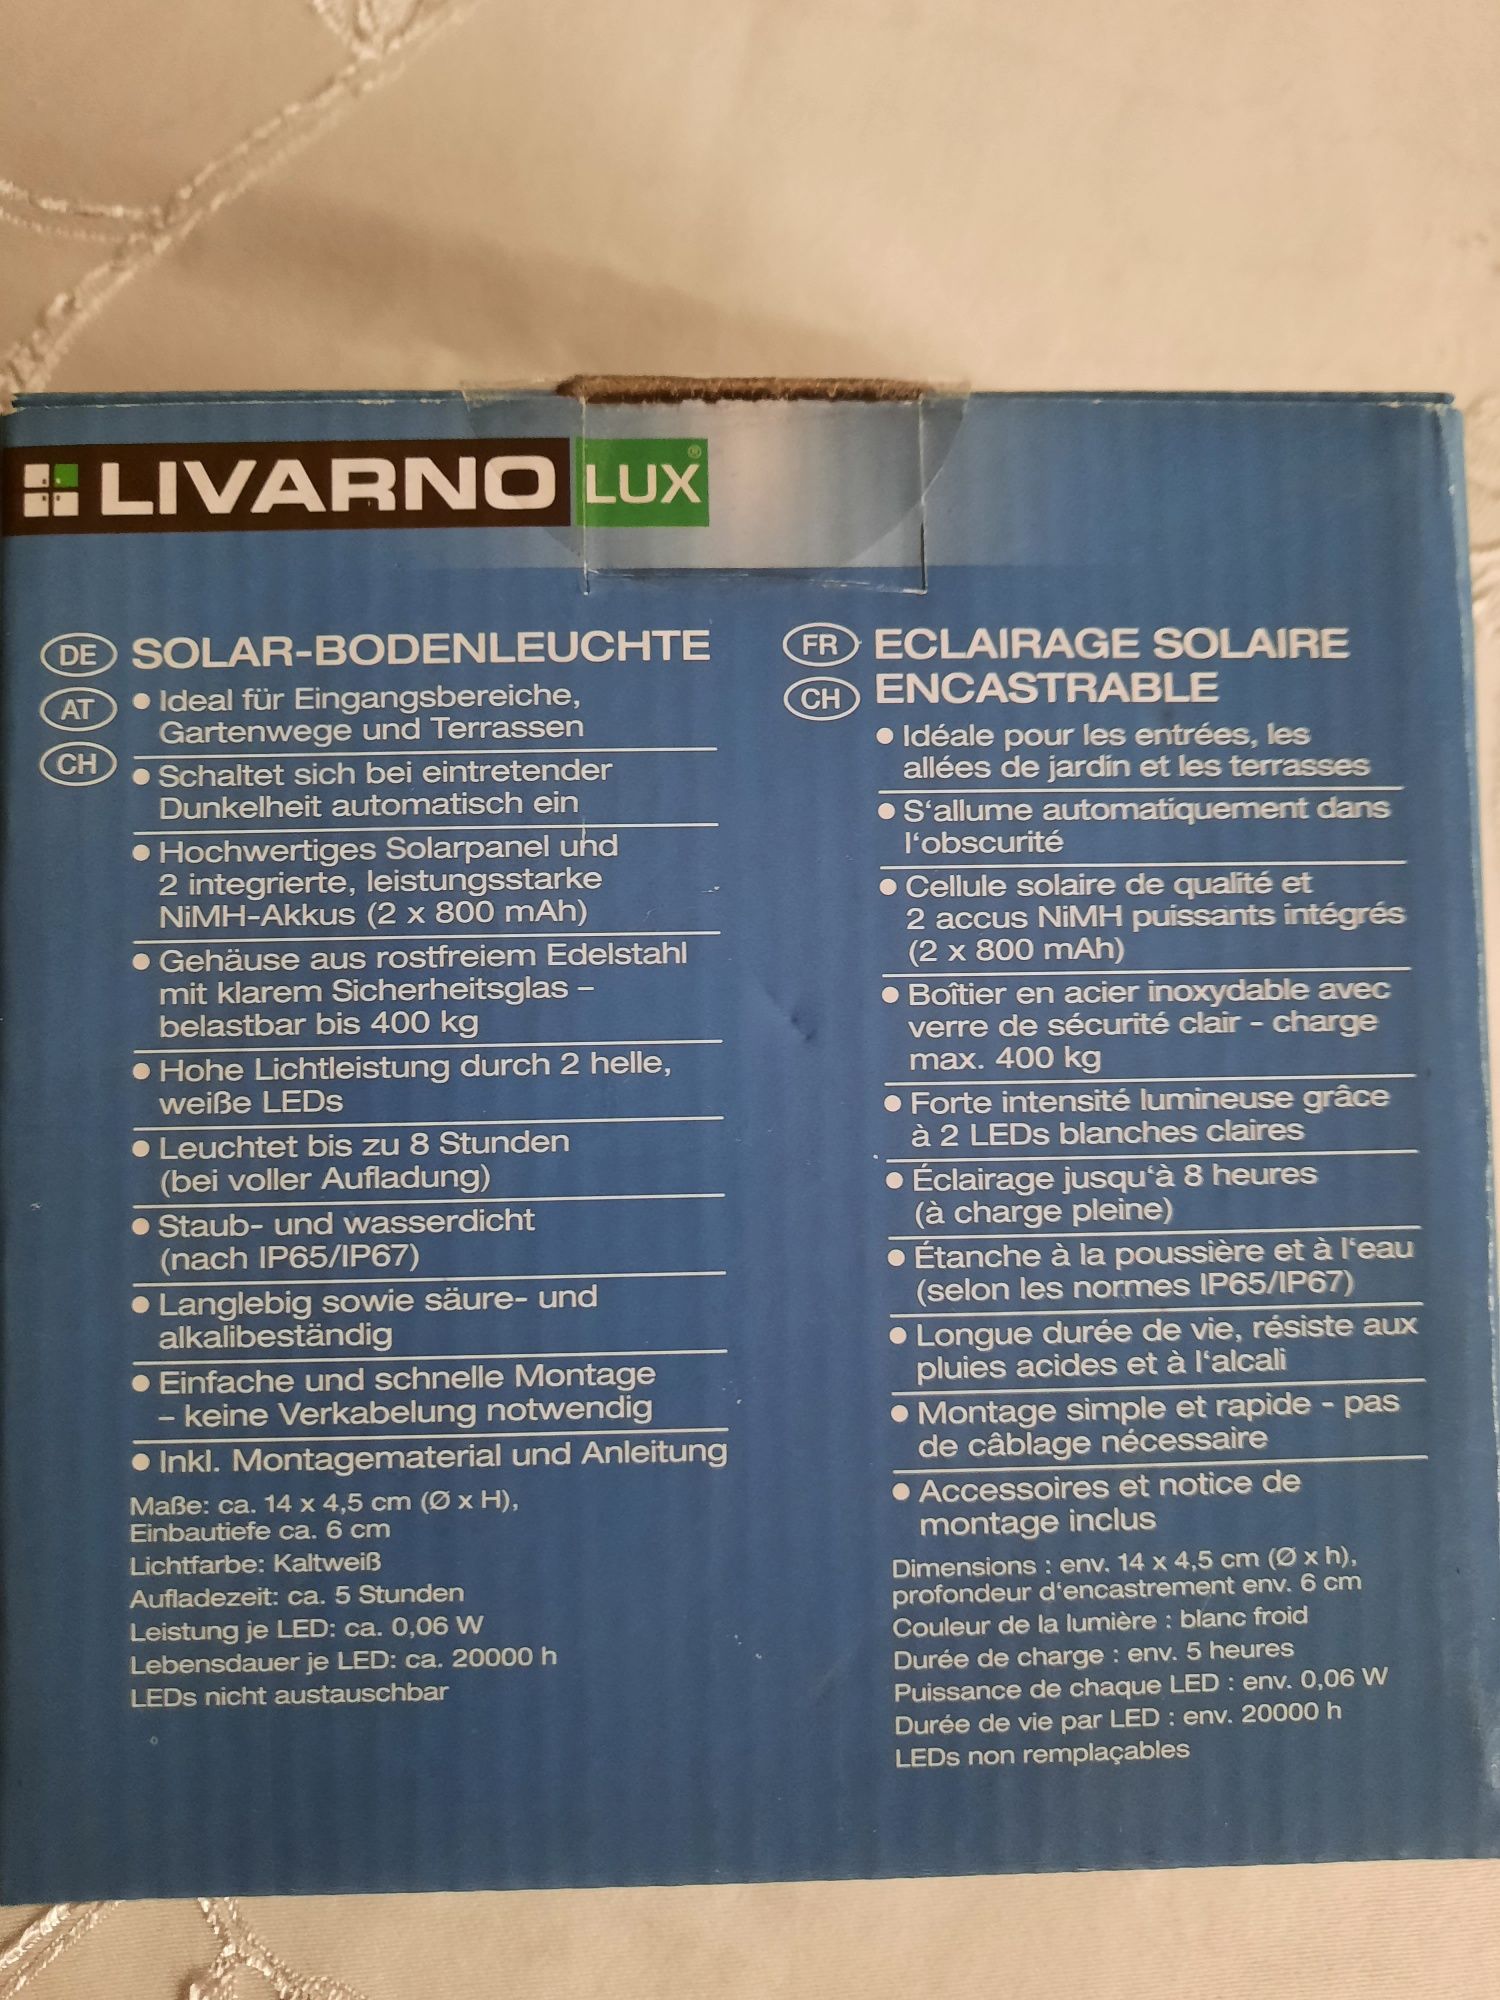 LIVARNO LUX®
DE AT CH
SOLAR-BODENLEUCHTE
• Ideal für Eingangsbereiche,
Gartenwege und Terrassen
• Schaltet sich bei eintretender
Dunkelheit automatisch ein
• Hochwertiges Solarpanel und
2 integrierte, leistungsstarke
NiMH-Akkus (2 x 800 mAh)
• Gehäuse aus rostfreiem Edelstahl
mit klarem Sicherheitsglas –
belastbar bis 400 kg
• Hohe Lichtleistung durch 2 helle,
weiße LEDs
• Leuchtet bis zu 8 Stunden
(bei voller Aufladung)
• Staub- und wasserdicht
(nach IP65/IP67)
• Langlebig sowie säure- und
alkalibeständig
• Einfache und schnelle Montage
– keine Verkabelung notwendig
• Inkl. Montagematerial und Anleitung
Maße: ca. 14 x 4,5 cm (Ø x H),
Einbautiefe ca. 6 cm
Lichtfarbe: Kaltweiß
Aufladezeit: ca. 5 Stunden
Leistung je LED: ca. 0,06 W
Lebensdauer je LED: ca. 20000 h
LEDs nicht austauschbar
FR CH
ECLAIRAGE SOLAIRE
ENCASTRABLE
• Idéale pour les entrées, les
allées de jardin et les terrasses
• S‘allume automatiquement dans
l‘obscurité
• Cellule solaire de qualité et
2 accus NiMH puissants intégrés
(2 x 800 mAh)
• Boîtier en acier inoxydable avec
verre de sécurité clair - charge
max. 400 kg
• Forte intensité lumineuse grâce
à 2 LEDs blanches claires
• Éclairage jusqu‘à 8 heures
(à charge pleine)
• Étanche à la poussière et à l‘eau
(selon les normes IP65/IP67)
• Longue durée de vie, résiste aux
pluies acides et à l‘alcali
• Montage simple et rapide - pas
de câblage nécessaire
• Accessoires et notice de
montage inclus
Dimensions : env. 14 x 4,5 cm (Ø x h),
profondeur d‘encastrement env. 6 cm
Couleur de la lumière : blanc froid
Durée de charge : env. 5 heures
Puissance de chaque LED : env. 0,06 W
Durée de vie par LED : env. 20000 h
LEDs non remplaçables